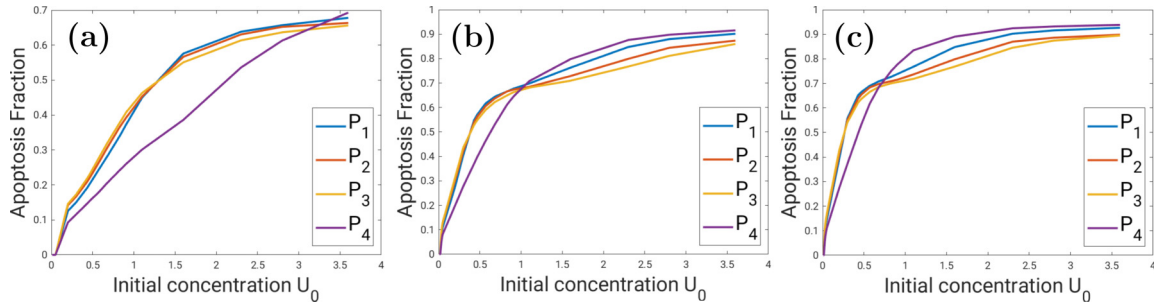 (a)
Apoptosis Fraction
0.7
0.6
0.5
0.4
0.3
0.2
0.1
0
0 0.5 1 1.5 2 2.5 3 3.5 4
Initial concentration U0
P1
P2
P3
P4
(b)
Apoptosis Fraction
1
0.9
0.8
0.7
0.6
0.5
0.4
0.3
0.2
0.1
0
0 0.5 1 1.5 2 2.5 3 3.5 4
Initial concentration U0
P1
P2
P3
P4
(c)
Apoptosis Fraction
1
0.9
0.8
0.7
0.6
0.5
0.4
0.3
0.2
0.1
0
0 0.5 1 1.5 2 2.5 3 3.5 4
Initial concentration U0
P1
P2
P3
P4